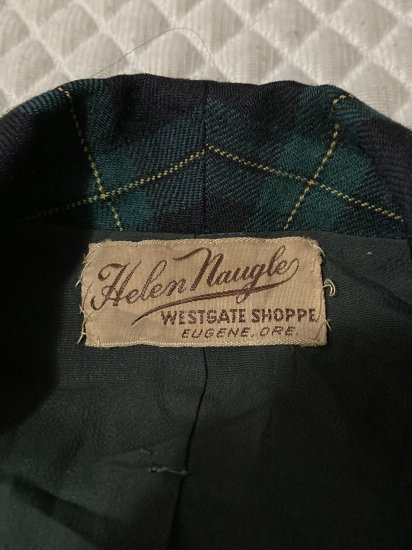 Helen Naugle
WESTGATE SHOPPE
EUGENE, ORE.